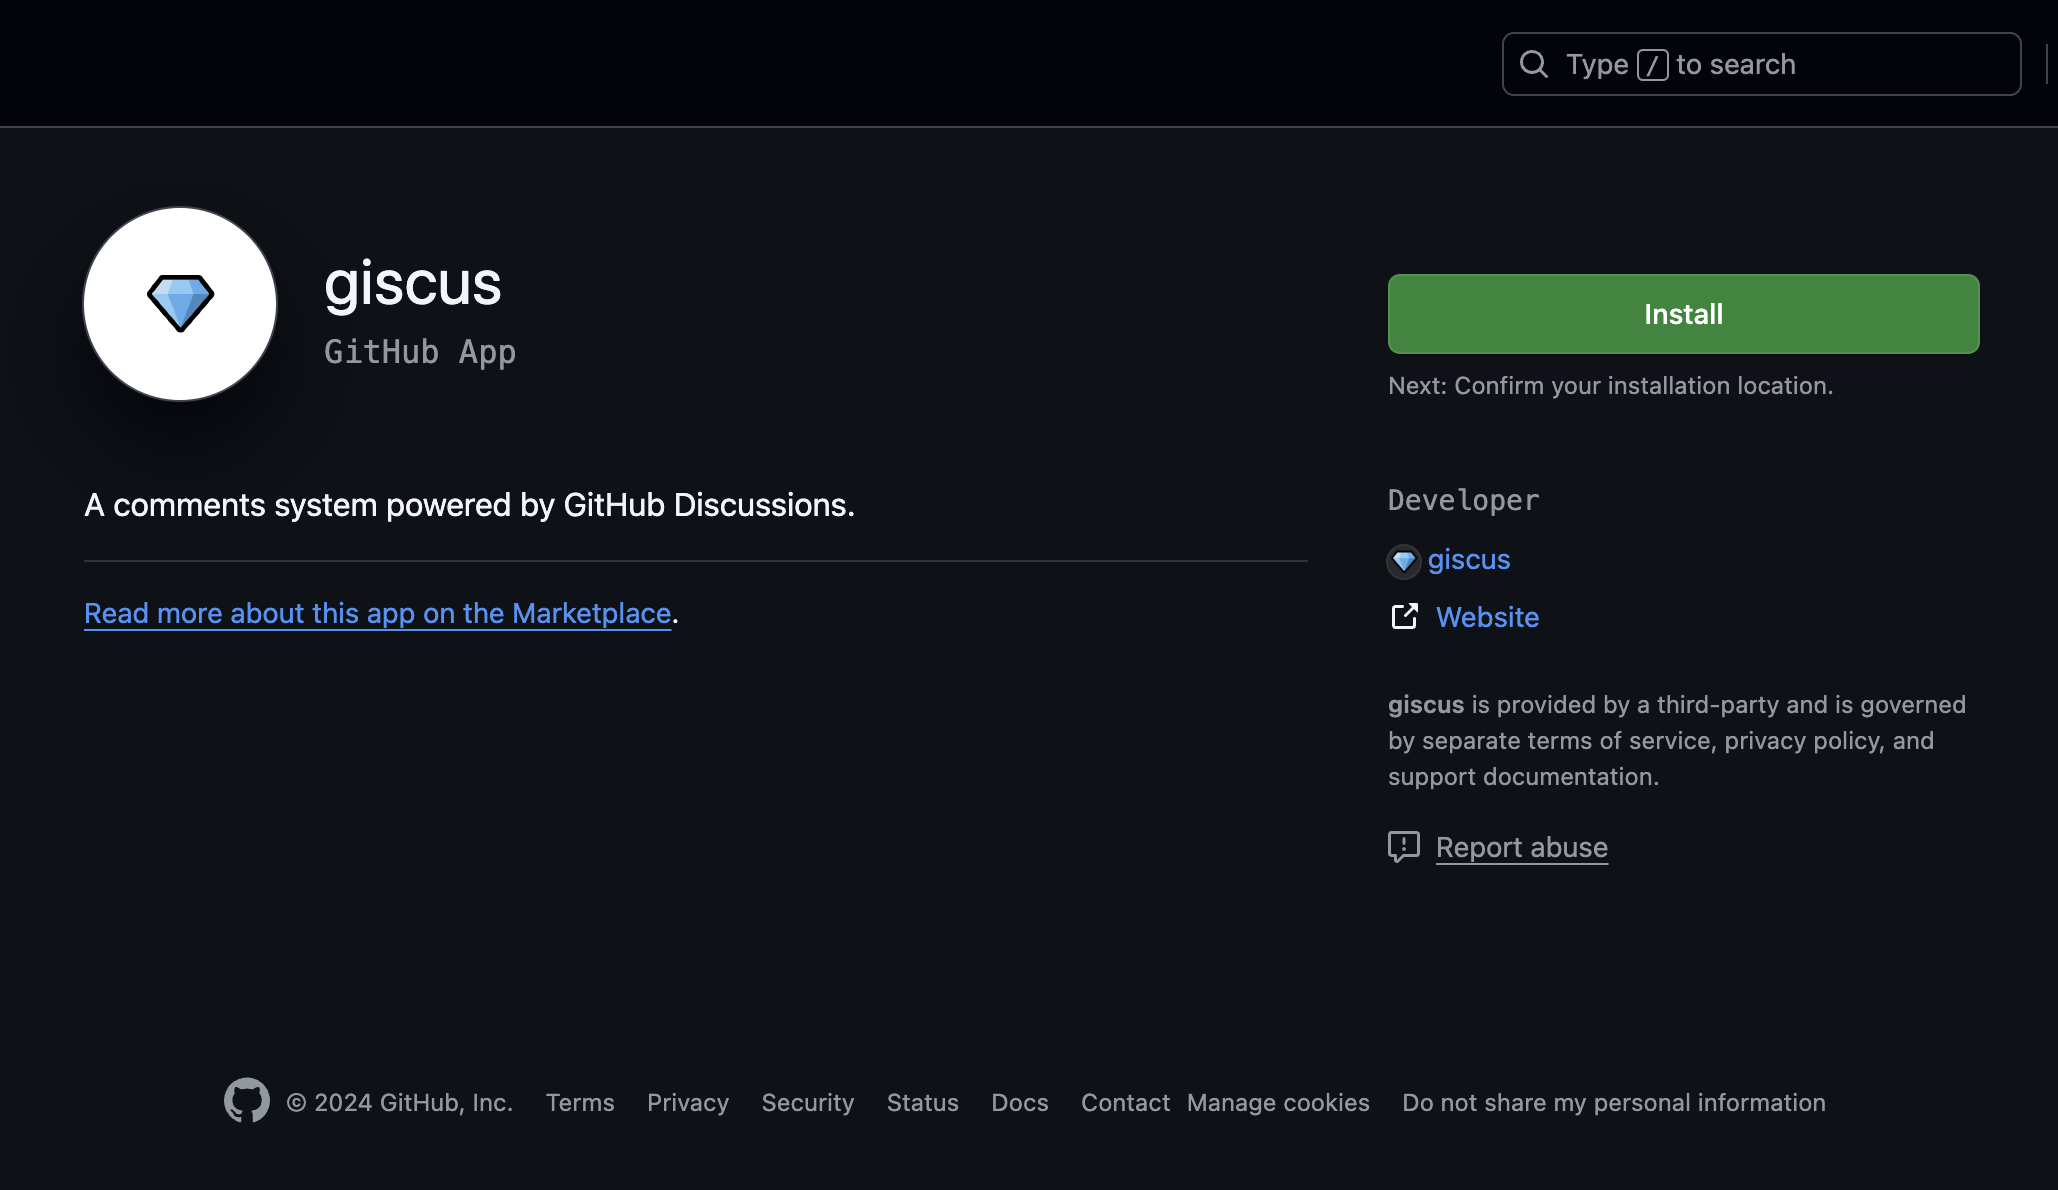 Type / to search
giscus
GitHub App
Install
Next: Confirm your installation location.
A comments system powered by GitHub Discussions.
Read more about this app on the Marketplace.
Developer
giscus
Website
giscus is provided by a third-party and is governed
by separate terms of service, privacy policy, and
support documentation.
Report abuse
© 2024 GitHub, Inc. Terms Privacy Security Status Docs Contact Manage cookies Do not share my personal information